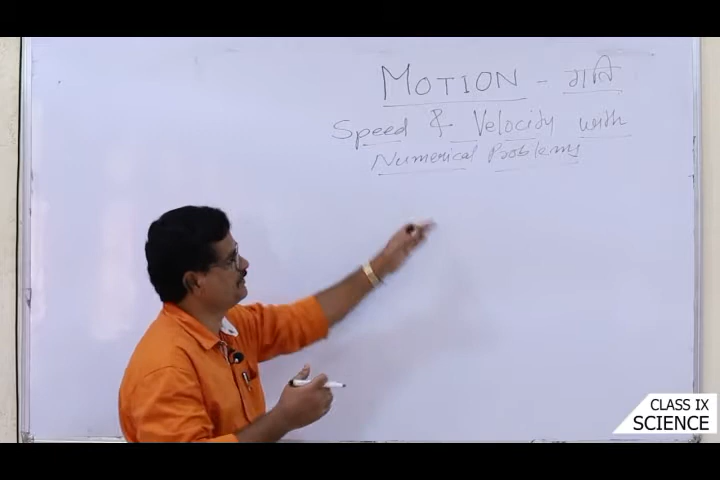 MOTION - गति
Speed & Velocity with
Numerical Problems
CLASS IX
SCIENCE